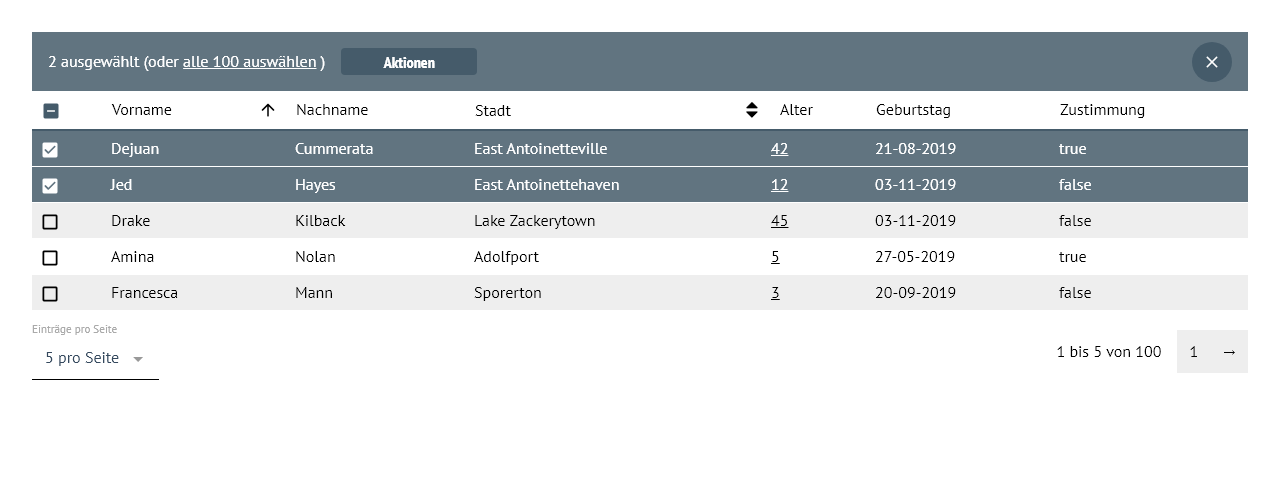 2 ausgewählt (oder alle 100 auswählen ) Aktionen
Vorname Nachname Stadt Alter Geburtstag Zustimmung
Dejuan Cummerata East Antoinetteville 42 21-08-2019 true
Jed Hayes East Antoinettehaven 12 03-11-2019 false
Drake Kilback Lake Zackerytown 45 03-11-2019 false
Amina Nolan Adolfport 5 27-05-2019 true
Francesca Mann Sporerton 3 20-09-2019 false
Einträge pro Seite
5 pro Seite 1 bis 5 von 100 1 →